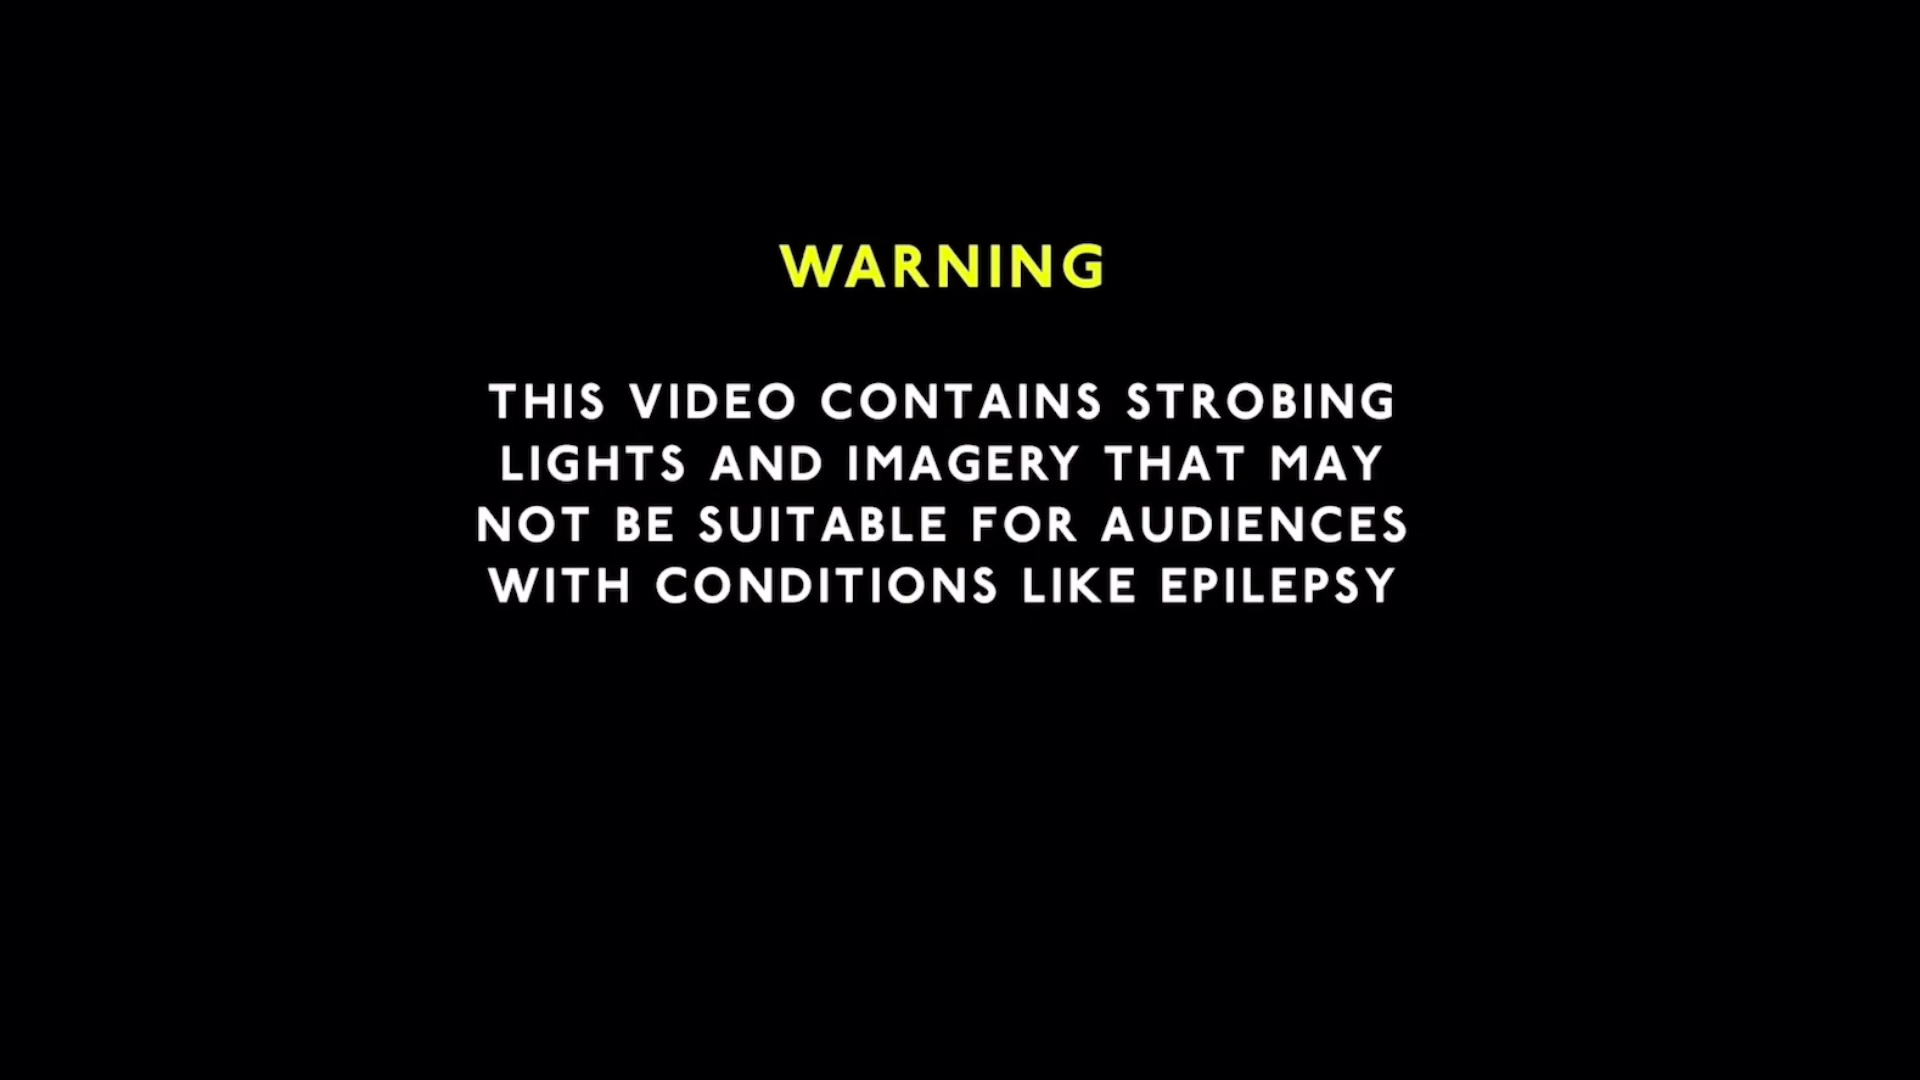 WARNING
THIS VIDEO CONTAINS STROBING
LIGHTS AND IMAGERY THAT MAY
NOT BE SUITABLE FOR AUDIENCES
WITH CONDITIONS LIKE EPILEPSY